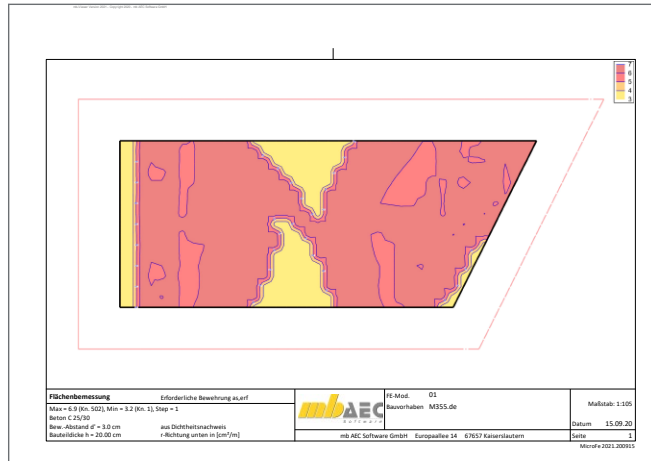 7
6
5
4
3
Flächenbemessung Erforderliche Bewehrung as,erf
Max = 6.9 (Kn. 502), Min = 3.2 (Kn. 1), Step = 1
Beton C 25/30
Bew.-Abstand d' = 3.0 cm aus Dichtheitsnachweis
Bauteildicke h = 20.00 cm r-Richtung unten in [cm²/m]
mb AEC
Software
FE-Mod. 01
Bauvorhaben M355.de
mb AEC Software GmbH Europaallee 14 67657 Kaiserslautern
Maßstab: 1:105
Datum 15.09.20
Seite 1
MicroFe 2021.200915